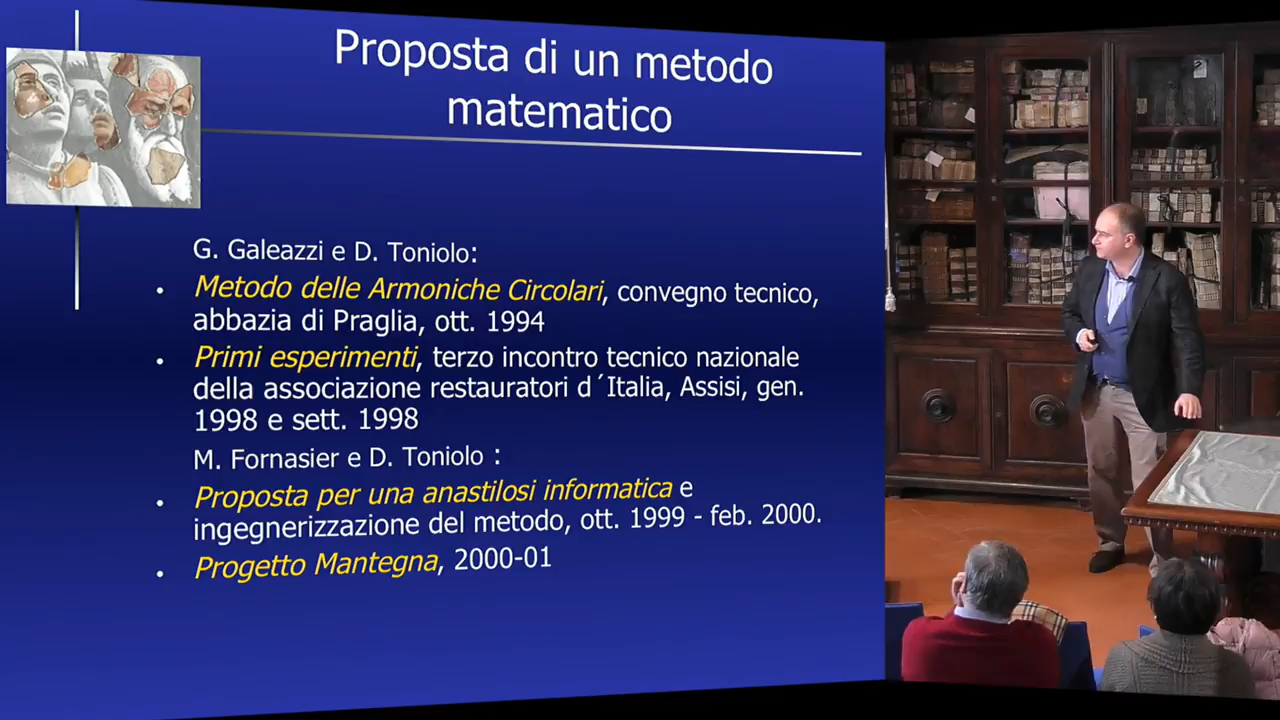 Proposta di un metodo
matematico
G. Galeazzi e D. Toniolo:
• Metodo delle Armoniche Circolari, convegno tecnico,
abbazia di Praglia, ott. 1994
• Primi esperimenti, terzo incontro tecnico nazionale
della associazione restauratori d´Italia, Assisi, gen.
1998 e sett. 1998
M. Fornasier e D. Toniolo :
• Proposta per una anastilosi informatica e
ingegnerizzazione del metodo, ott. 1999 - feb. 2000.
• Progetto Mantegna, 2000-01